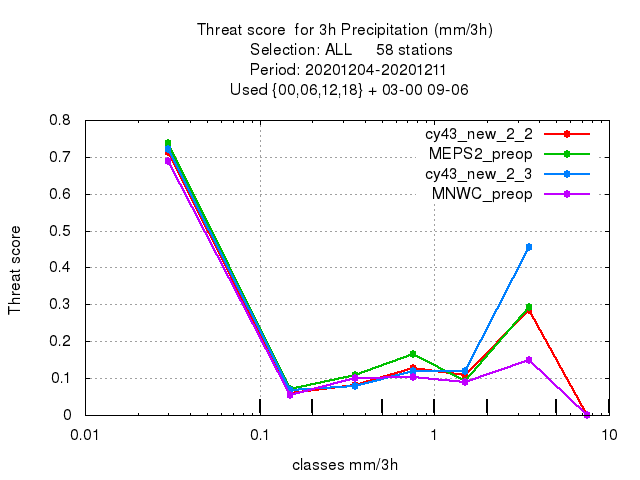 Threat score  for 3h Precipitation (mm/3h)
Selection: ALL     58 stations
Period: 20201204-20201211
Used {00,06,12,18} + 03-00 09-06
cy43_new_2_2
MEPS2_preop
cy43_new_2_3
MNWC_preop
Threat score
0.8
0.7
0.6
0.5
0.4
0.3
0.2
0.1
0
0.01 0.1 1 10
classes mm/3h